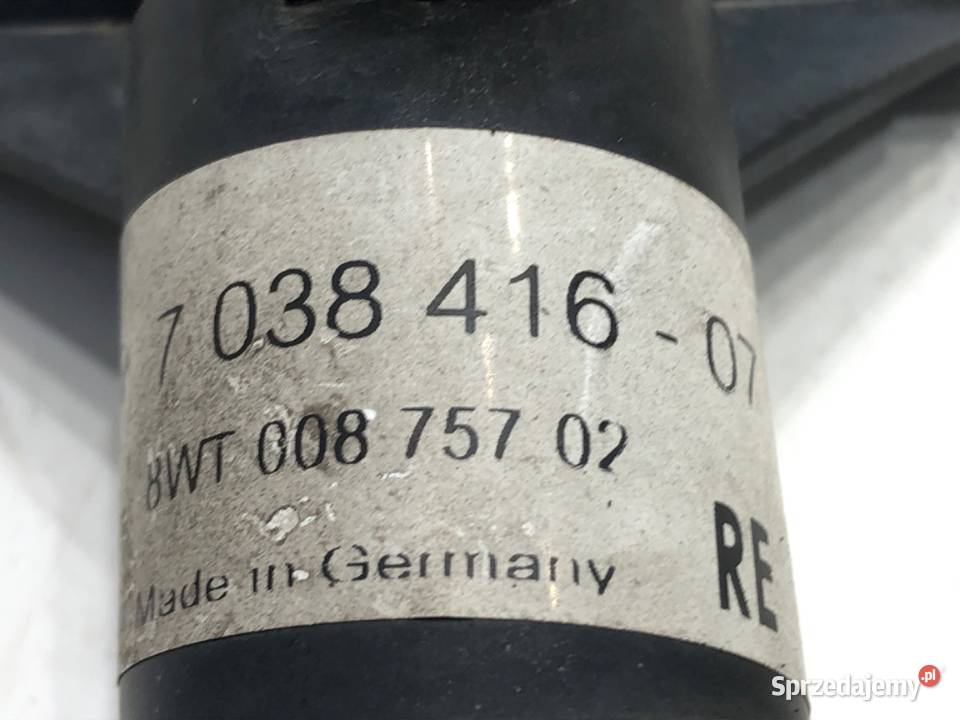 7 038 416 - 07
8WT 008 757 02
Made in Germany
RE
Sprzedajemy.pl